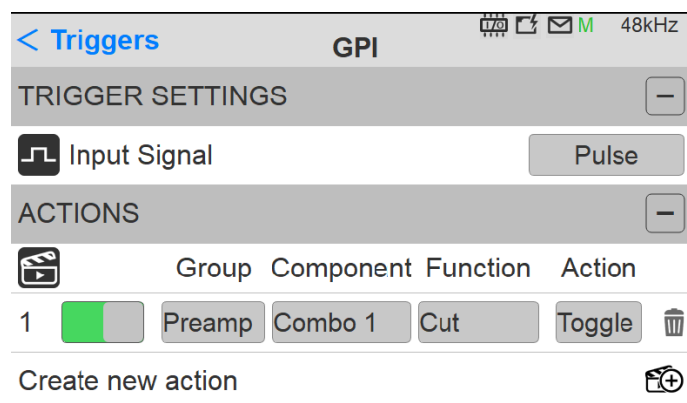 < Triggers GPI I/O M 48kHz
TRIGGER SETTINGS
Input Signal Pulse
ACTIONS
Group Component Function Action
1 Preamp Combo 1 Cut Toggle
Create new action